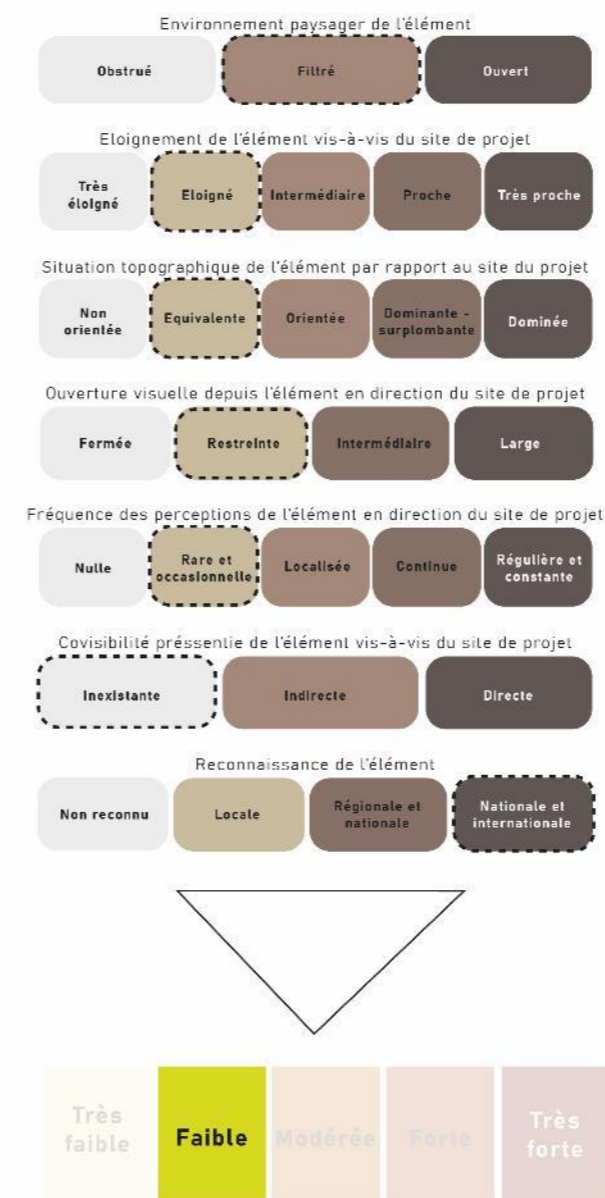 Environnement paysager de l'élément
Obstrué
Filtré
Ouvert
Eloignement de l'élément vis-à-vis du site de projet
Très
éloigné
Eloigné
Intermédiaire
Proche
Très proche
Situation topographique de l'élément par rapport au site du projet
Non
orientée
Equivalente
Orientée
Dominante -
surplombante
Dominée
Ouverture visuelle depuis l'élément en direction du site de projet
Fermée
Restreinte
Intermédiaire
Large
Fréquence des perceptions de l'élément en direction du site de projet
Nulle
Rare et
occasionnelle
Localisée
Continue
Régulière et
constante
Covisibilité préssentie de l'élément vis-à-vis du site de projet
Inexistante
Indirecte
Directe
Reconnaissance de l'élément
Non reconnu
Locale
Régionale et
nationale
Nationale et
internationale
Très
faible
Faible
Modérée
Forte
Très
forte